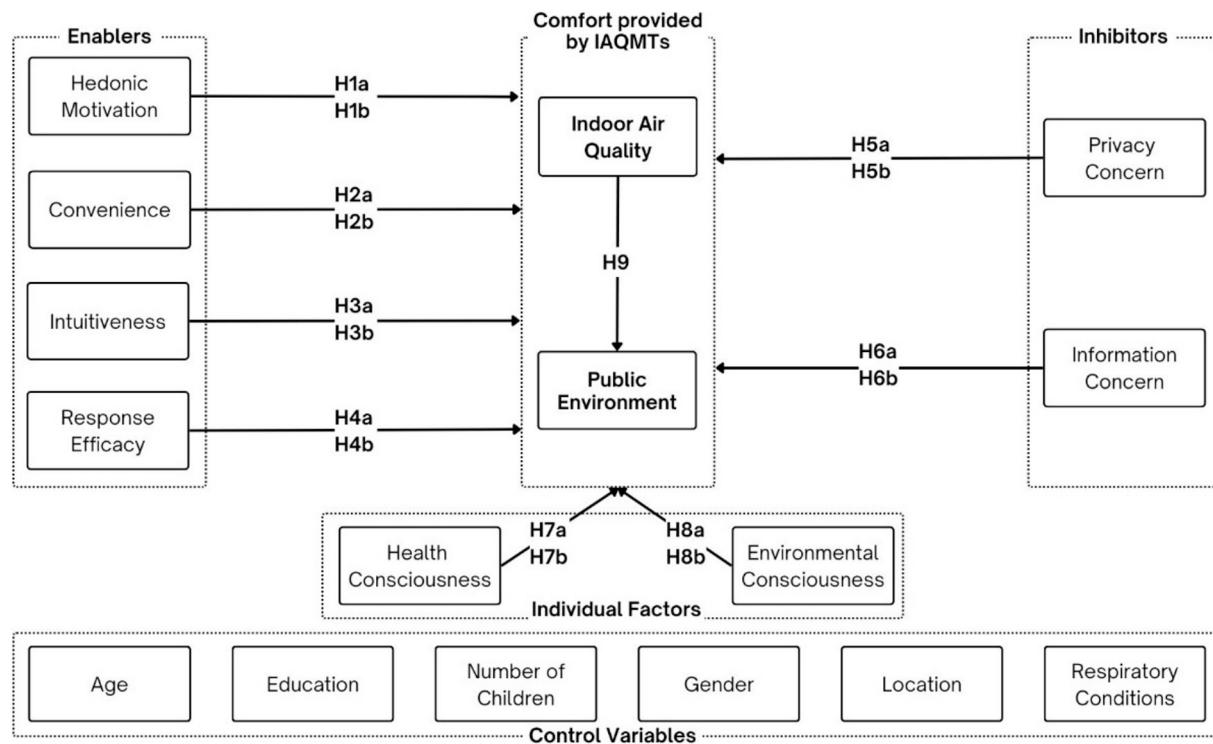 Enablers
Comfort provided
by IAQMTs
Inhibitors
Hedonic
Motivation
H1a
H1b
Indoor Air
Quality
H5a
H5b
Privacy
Concern
Convenience
H2a
H2b
H9
Intuitiveness
H3a
H3b
Public
Environment
H6a
H6b
Information
Concern
Response
Efficacy
H4a
H4b
Health
Consciousness
H7a
H7b
H8a
H8b
Environmental
Consciousness
Individual Factors
Age
Education
Number of
Children
Gender
Location
Respiratory
Conditions
Control Variables